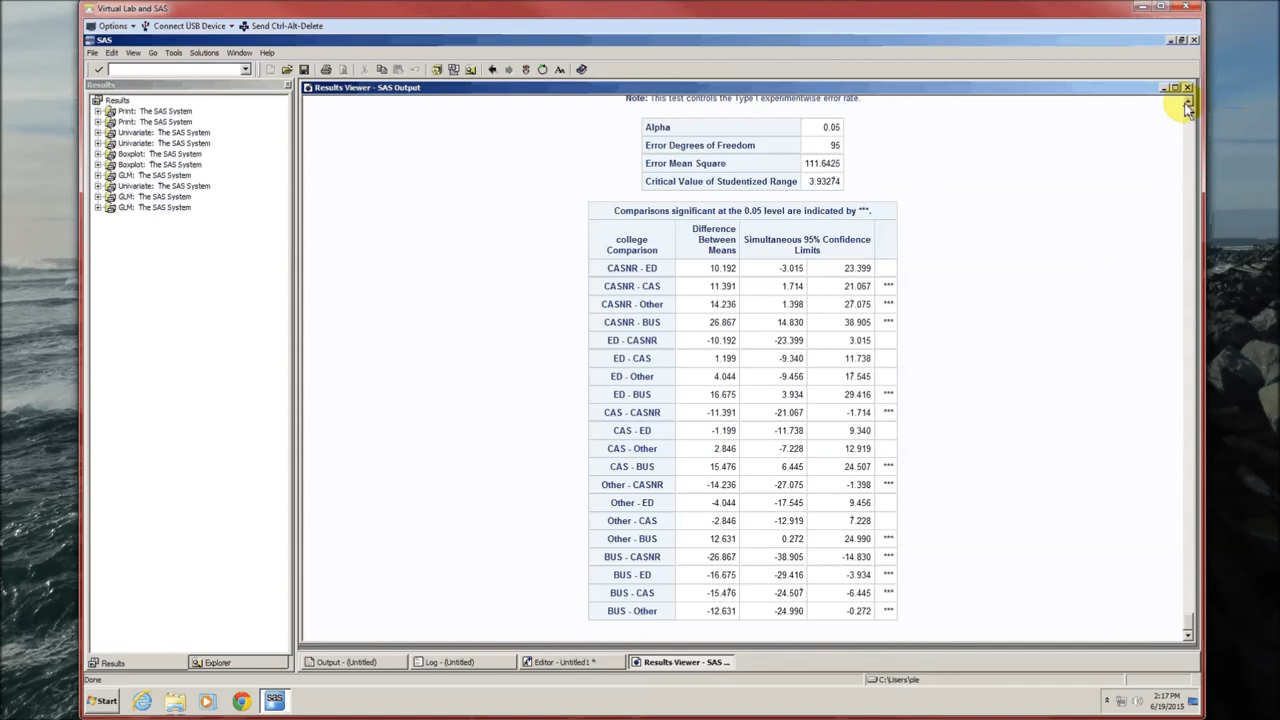 Virtual Lab and SAS
Options Connect USB Device Send Ctrl-Alt-Delete
SAS
File Edit View Go Tools Solutions Window Help
Results
Results Viewer - SAS Output
Results
Print: The SAS System
Print: The SAS System
Univariate: The SAS System
Univariate: The SAS System
Boxplot: The SAS System
Boxplot: The SAS System
GLM: The SAS System
Univariate: The SAS System
GLM: The SAS System
GLM: The SAS System
Note: This test controls the Type I experimentwise error rate.
Alpha 0.05
Error Degrees of Freedom 95
Error Mean Square 111.6425
Critical Value of Studentized Range 3.93274
Comparisons significant at the 0.05 level are indicated by ***.
college Comparison Difference Between Means Simultaneous 95% Confidence Limits
CASNR - ED 10.192 -3.015 23.399
CASNR - CAS 11.391 1.714 21.067 ***
CASNR - Other 14.236 1.398 27.075 ***
CASNR - BUS 26.867 14.830 38.905 ***
ED - CASNR -10.192 -23.399 3.015
ED - CAS 1.199 -9.340 11.738
ED - Other 4.044 -9.456 17.545
ED - BUS 16.675 3.934 29.416 ***
CAS - CASNR -11.391 -21.067 -1.714 ***
CAS - ED -1.199 -11.738 9.340
CAS - Other 2.846 -7.228 12.919
CAS - BUS 15.476 6.445 24.507 ***
Other - CASNR -14.236 -27.075 -1.398 ***
Other - ED -4.044 -17.545 9.456
Other - CAS -2.846 -12.919 7.228
Other - BUS 12.631 0.272 24.990 ***
BUS - CASNR -26.867 -38.905 -14.830 ***
BUS - ED -16.675 -29.416 -3.934 ***
BUS - CAS -15.476 -24.507 -6.445 ***
BUS - Other -12.631 -24.990 -0.272 ***
Results Explorer
Output - (Untitled) Log - (Untitled) Editor - Untitled1 * Results Viewer - SAS ...
Done C:\Users\ple
Start sas 2:17 PM
6/19/2015